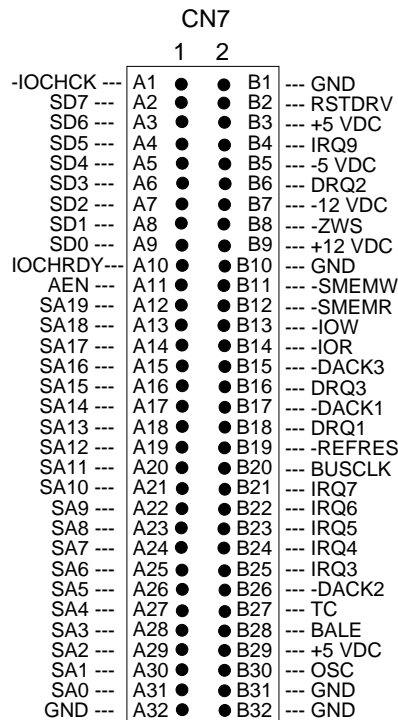 CN7
1 2
-IOCHCK --- A1 B1 --- GND
SD7 --- A2 B2 --- RSTDRV
SD6 --- A3 B3 --- +5 VDC
SD5 --- A4 B4 --- IRQ9
SD4 --- A5 B5 --- -5 VDC
SD3 --- A6 B6 --- DRQ2
SD2 --- A7 B7 --- -12 VDC
SD1 --- A8 B8 --- -ZWS
SD0 --- A9 B9 --- +12 VDC
IOCHRDY--- A10 B10 --- GND
AEN --- A11 B11 --- -SMEMW
SA19 --- A12 B12 --- -SMEMR
SA18 --- A13 B13 --- -IOW
SA17 --- A14 B14 --- -IOR
SA16 --- A15 B15 --- -DACK3
SA15 --- A16 B16 --- DRQ3
SA14 --- A17 B17 --- -DACK1
SA13 --- A18 B18 --- DRQ1
SA12 --- A19 B19 --- -REFRES
SA11 --- A20 B20 --- BUSCLK
SA10 --- A21 B21 --- IRQ7
SA9 --- A22 B22 --- IRQ6
SA8 --- A23 B23 --- IRQ5
SA7 --- A24 B24 --- IRQ4
SA6 --- A25 B25 --- IRQ3
SA5 --- A26 B26 --- -DACK2
SA4 --- A27 B27 --- TC
SA3 --- A28 B28 --- BALE
SA2 --- A29 B29 --- +5 VDC
SA1 --- A30 B30 --- OSC
SA0 --- A31 B31 --- GND
GND --- A32 B32 --- GND